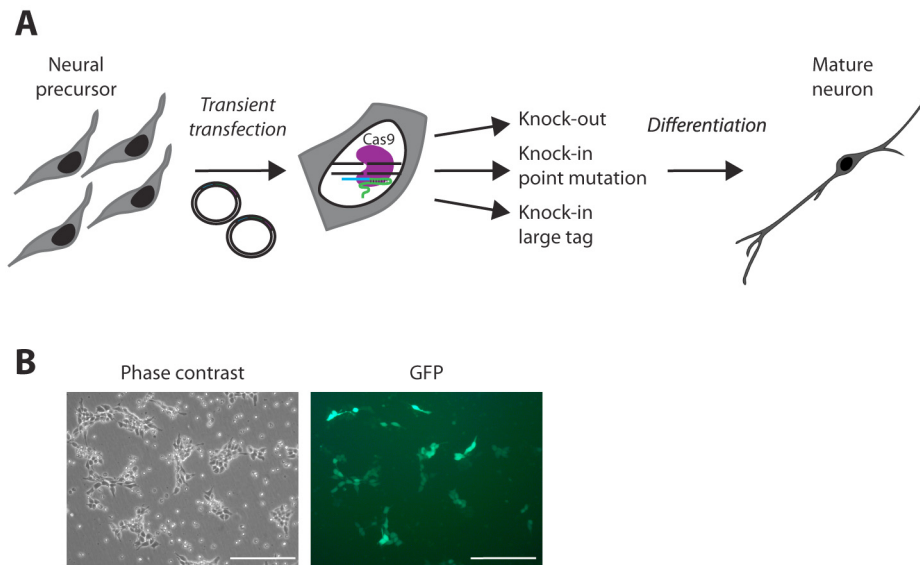 A
Neural
precursor
Transient
transfection
Cas9
Knock-out
Knock-in
point mutation
Knock-in
large tag
Differentiation
Mature
neuron
B
Phase contrast
GFP